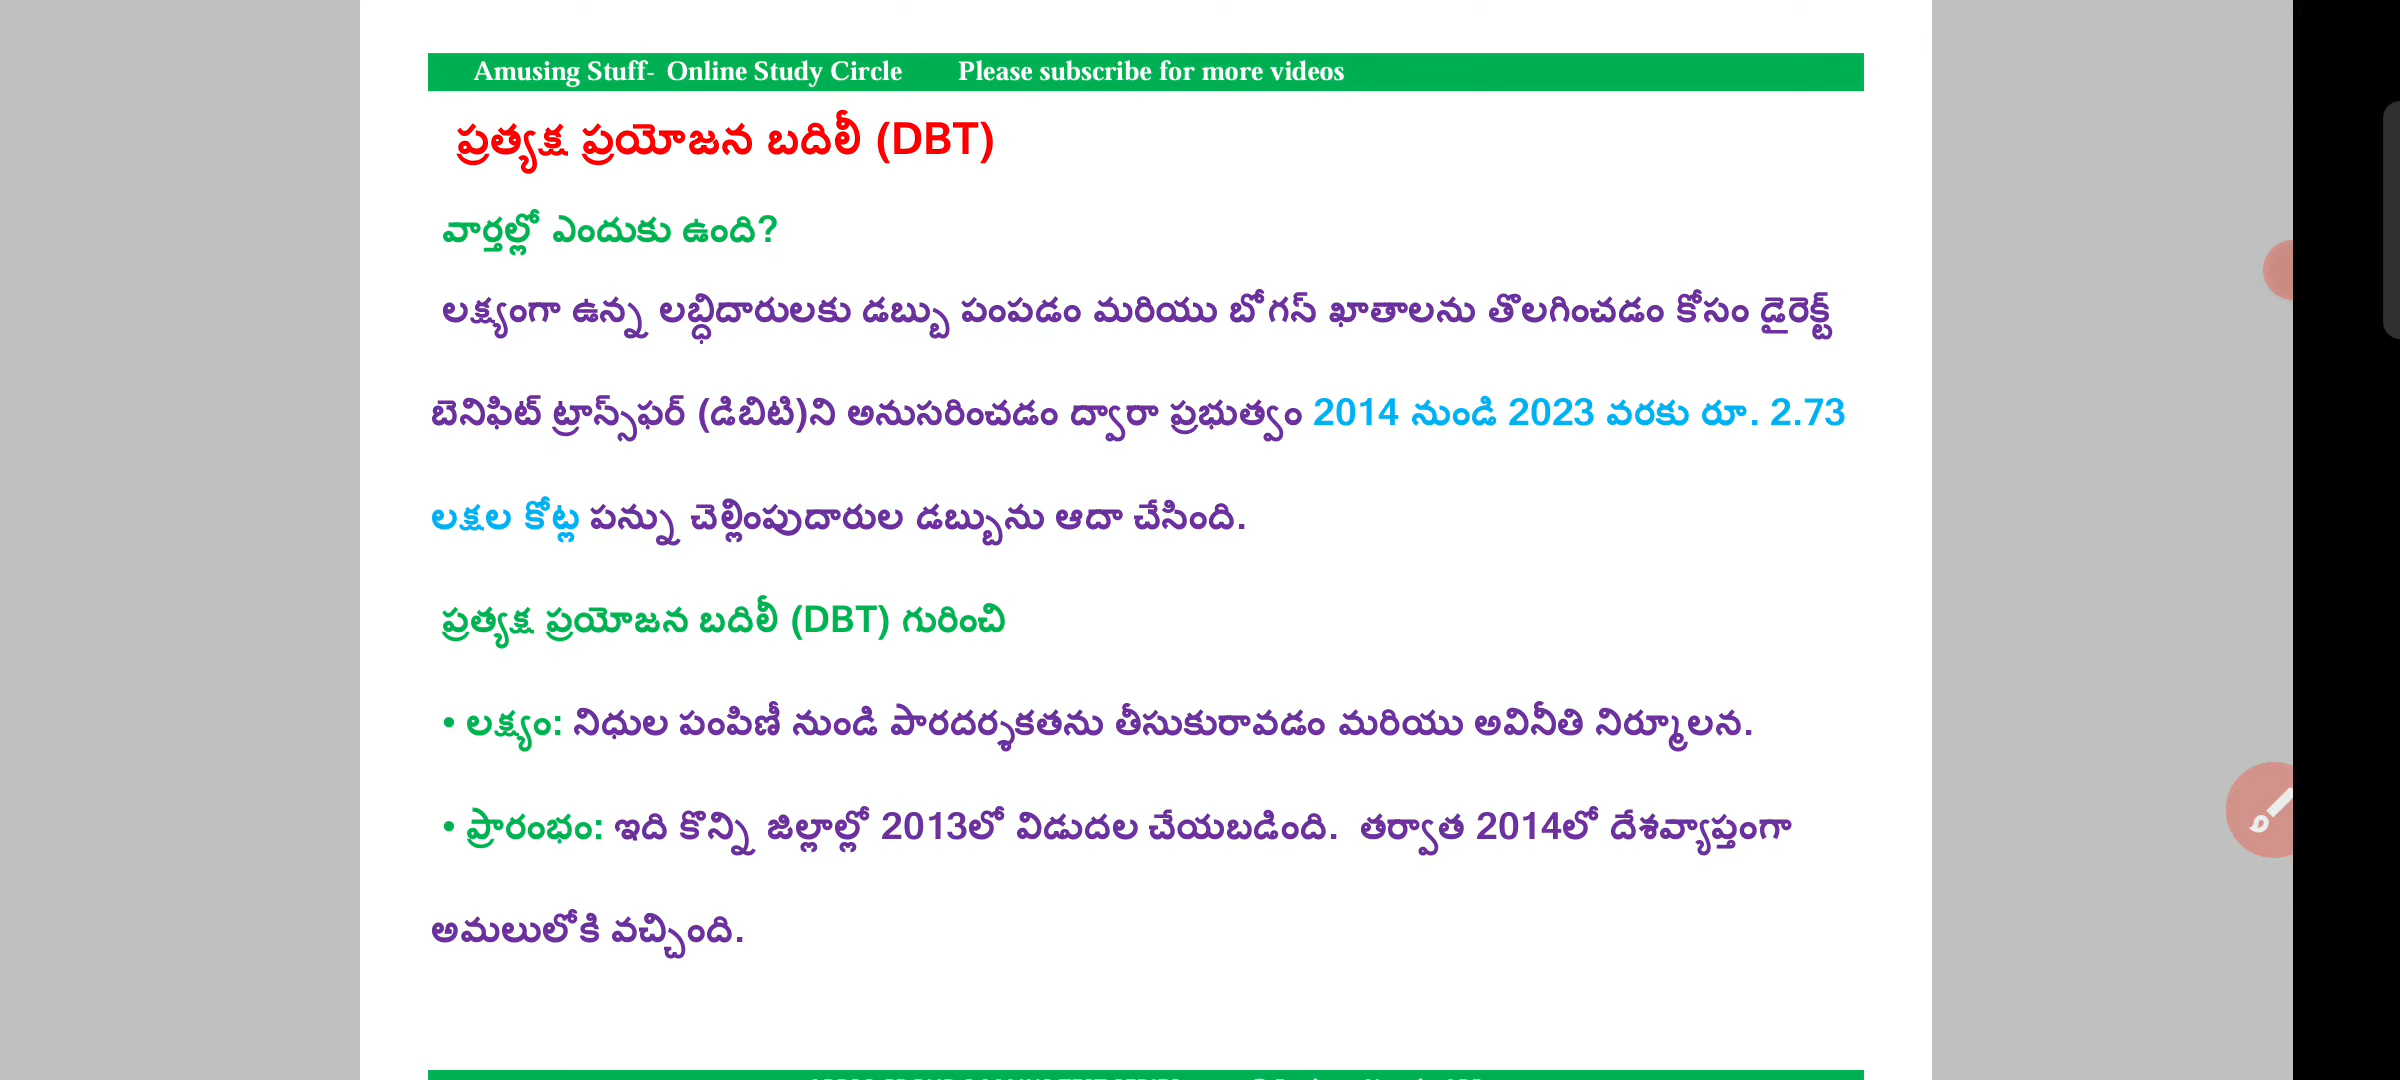 Amusing Stuff- Online Study Circle Please subscribe for more videos
ప్రత్యక్ష ప్రయోజన బదిలీ (DBT)
వార్తల్లో ఎందుకు ఉంది?
లక్ష్యంగా ఉన్న లబ్ధిదారులకు డబ్బు పంపడం మరియు బోగస్ ఖాతాలను తొలగించడం కోసం డైరెక్ట్
బెనిఫిట్ ట్రాన్స్‌ఫర్ (డిబిటి)ని అనుసరించడం ద్వారా ప్రభుత్వం 2014 నుండి 2023 వరకు రూ. 2.73
లక్షల కోట్ల పన్ను చెల్లింపుదారుల డబ్బును ఆదా చేసింది.
ప్రత్యక్ష ప్రయోజన బదిలీ (DBT) గురించి
• లక్ష్యం: నిధుల పంపిణీ నుండి పారదర్శకతను తీసుకురావడం మరియు అవినీతి నిర్మూలన.
• ప్రారంభం: ఇది కొన్ని జిల్లాల్లో 2013లో విడుదల చేయబడింది. తర్వాత 2014లో దేశవ్యాప్తంగా
అమలులోకి వచ్చింది.